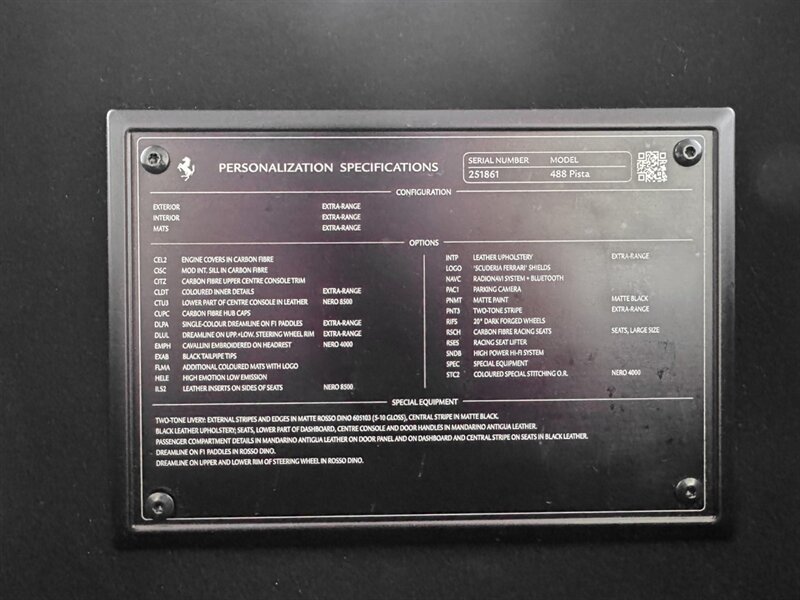 PERSONALIZATION SPECIFICATIONS
SERIAL NUMBER MODEL
251861 488 Pista
CONFIGURATION
EXTERIOR EXTRA-RANGE
INTERIOR EXTRA-RANGE
MATS EXTRA-RANGE
OPTIONS
CEL2 ENGINE COVERS IN CARBON FIBRE
CISC MOD INT. SILL IN CARBON FIBRE
CITZ CARBON FIBRE UPPER CENTRE CONSOLE TRIM
CLDT COLOURED INNER DETAILS EXTRA-RANGE
CTU3 LOWER PART OF CENTRE CONSOLE IN LEATHER NERO 8500
CUPC CARBON FIBRE HUB CAPS
DLPA SINGLE-COLOUR DREAMLINE ON F1 PADDLES EXTRA-RANGE
DLUL DREAMLINE ON UPP.+LOW. STEERING WHEEL RIM EXTRA-RANGE
EMPH CAVALLINI EMBROIDERED ON HEADREST NERO 4000
EXAB BLACK TAILPIPE TIPS
FLMA ADDITIONAL COLOURED MATS WITH LOGO
HELE HIGH EMOTION LOW EMISSION
ILS2 LEATHER INSERTS ON SIDES OF SEATS NERO 8500
INTP LEATHER UPHOLSTERY EXTRA-RANGE
LOGO 'SCUDERIA FERRARI' SHIELDS
NAVC RADIONAVI SYSTEM + BLUETOOTH
PAC1 PARKING CAMERA
PNMT MATTE PAINT MATTE BLACK
PNT3 TWO-TONE STRIPE EXTRA-RANGE
RIFS 20" DARK FORGED WHEELS
RSCH CARBON FIBRE RACING SEATS SEATS, LARGE SIZE
RSES RACING SEAT LIFTER
SNDB HIGH POWER HI-FI SYSTEM
SPEC SPECIAL EQUIPMENT
STC2 COLOURED SPECIAL STITCHING O.R. NERO 4000
SPECIAL EQUIPMENT
TWO-TONE LIVERY: EXTERNAL STRIPES AND EDGES IN MATTE ROSSO DINO 605103 (5-10 GLOSS), CENTRAL STRIPE IN MATTE BLACK.
BLACK LEATHER UPHOLSTERY; SEATS, LOWER PART OF DASHBOARD, CENTRE CONSOLE AND DOOR HANDLES IN MANDARINO ANTIGUA LEATHER.
PASSENGER COMPARTMENT DETAILS IN MANDARINO ANTIGUA LEATHER ON DOOR PANEL AND ON DASHBOARD AND CENTRAL STRIPE ON SEATS IN BLACK LEATHER.
DREAMLINE ON F1 PADDLES IN ROSSO DINO.
DREAMLINE ON UPPER AND LOWER RIM OF STEERING WHEEL IN ROSSO DINO.